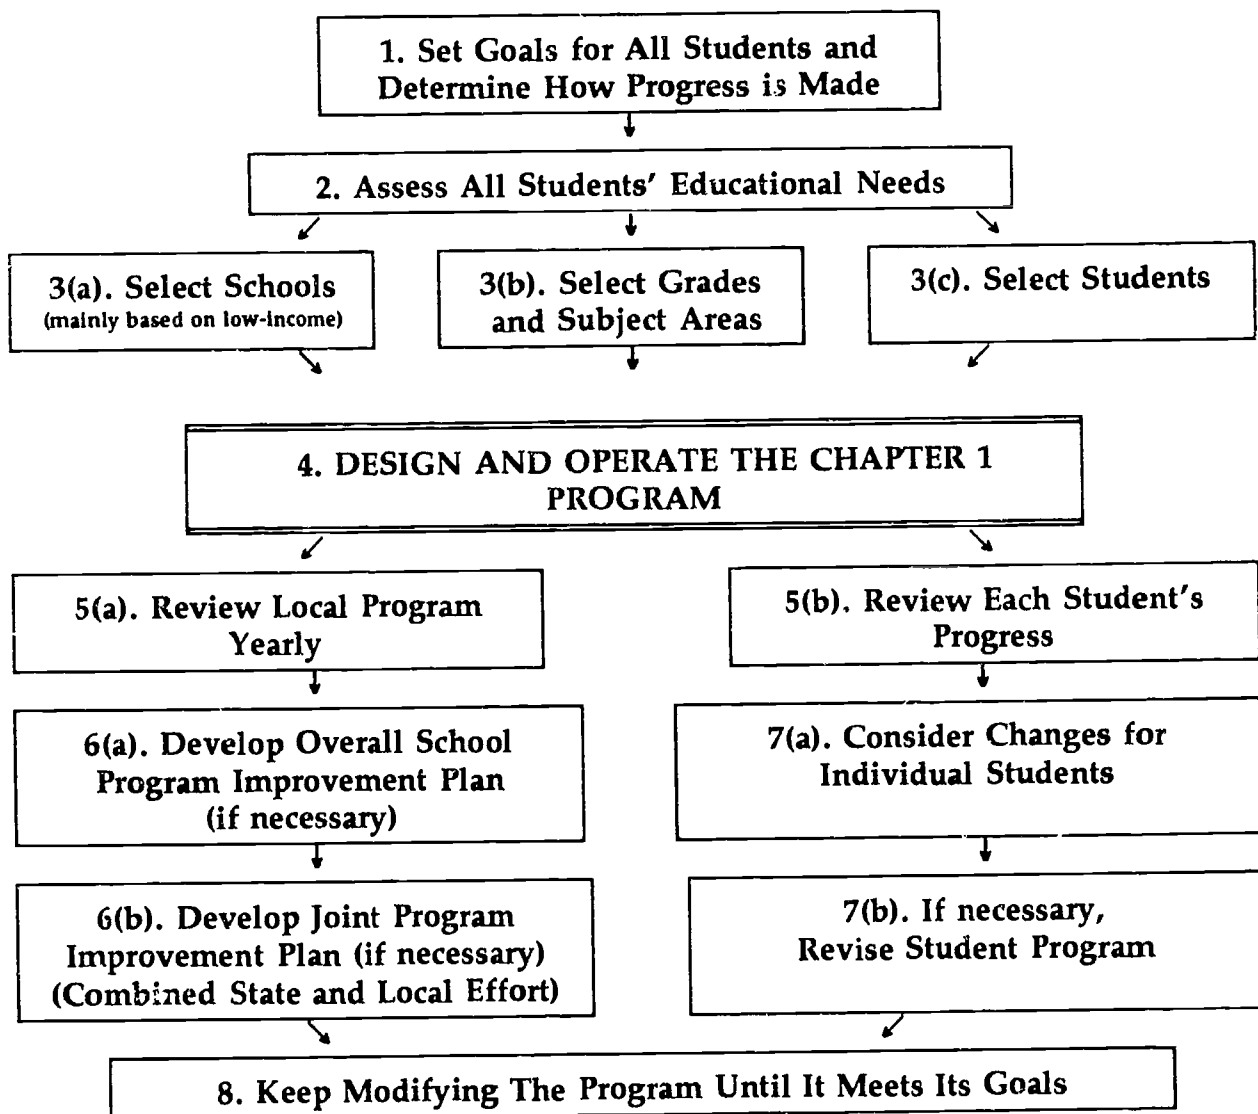 1. Set Goals for All Students and
Determine How Progress is Made
2. Assess All Students' Educational Needs
3(a). Select Schools
(mainly based on low-income)
3(b). Select Grades
and Subject Areas
3(c). Select Students
4. DESIGN AND OPERATE THE CHAPTER 1
PROGRAM
5(a). Review Local Program
Yearly
5(b). Review Each Student's
Progress
6(a). Develop Overall School
Program Improvement Plan
(if necessary)
7(a). Consider Changes for
Individual Students
6(b). Develop Joint Program
Improvement Plan (if necessary)
(Combined State and Local Effort)
7(b). If necessary,
Revise Student Program
8. Keep Modifying The Program Until It Meets Its Goals